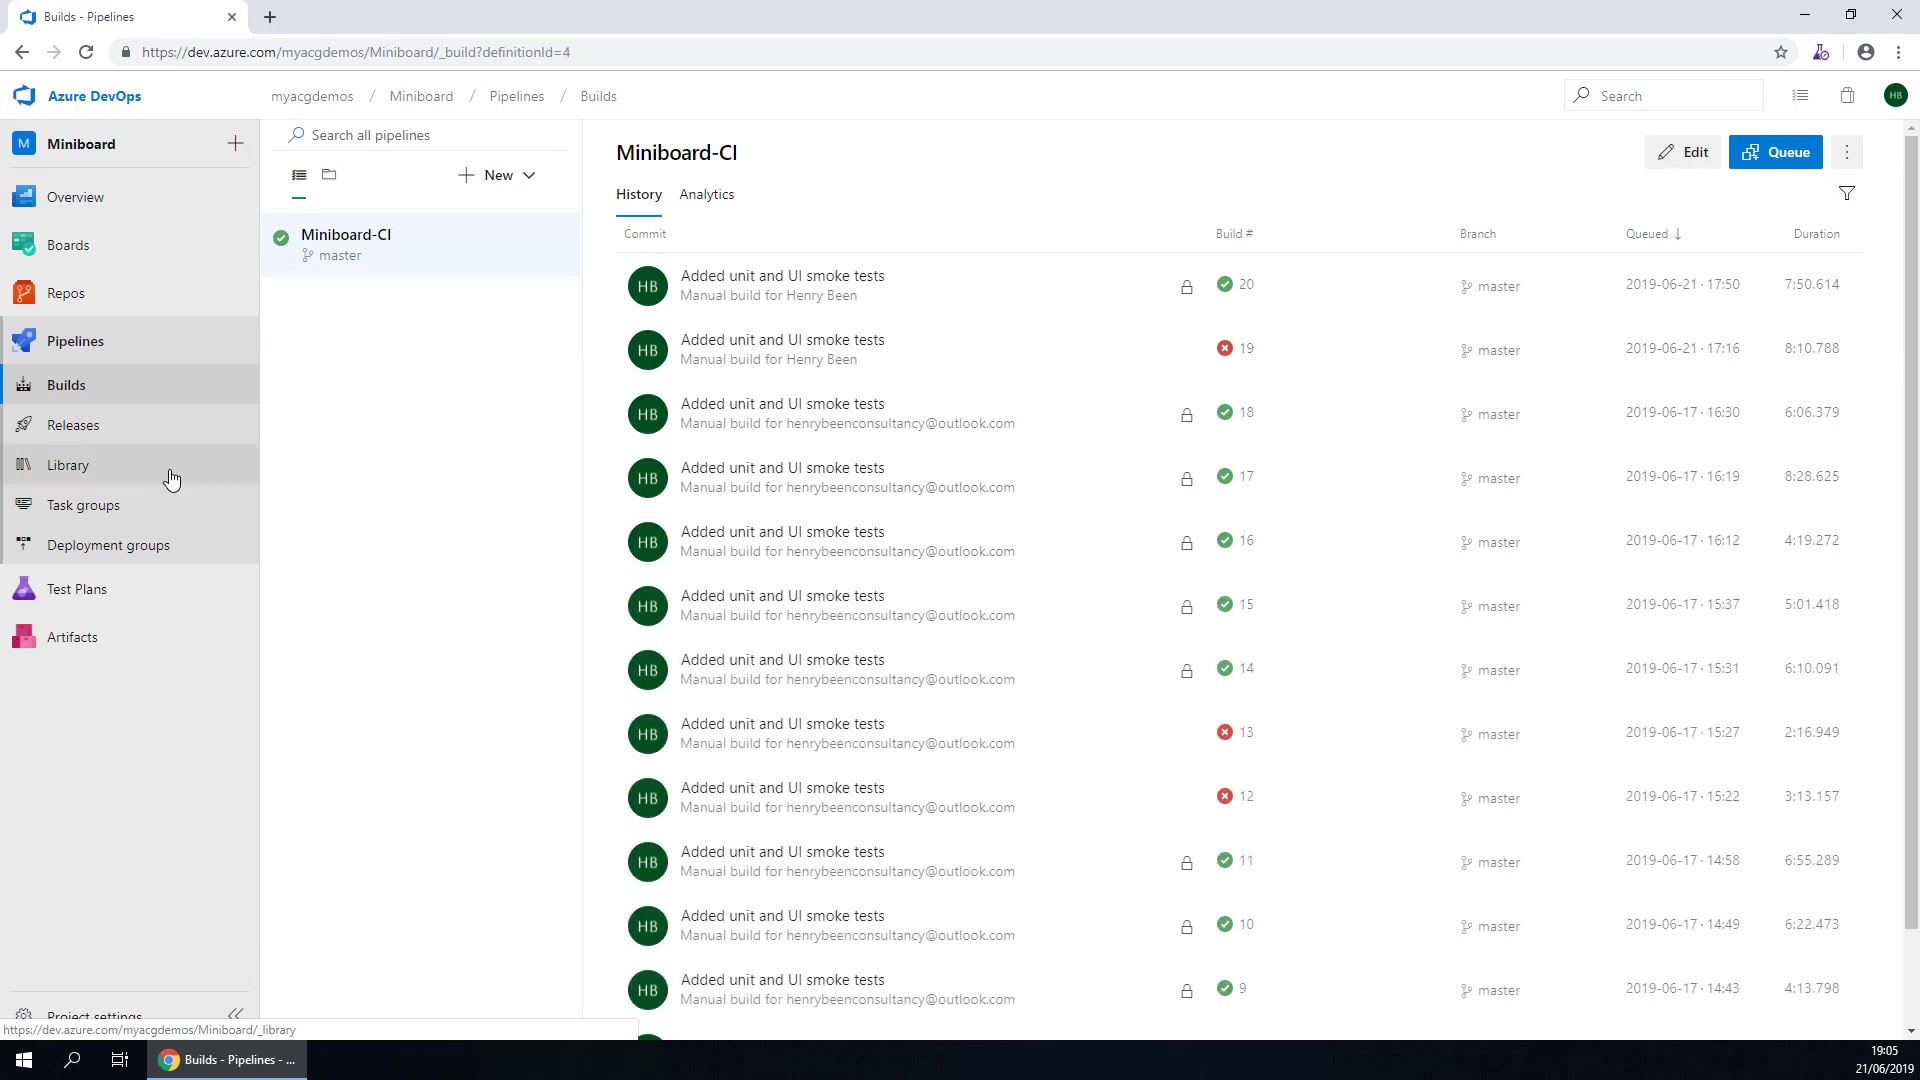 Builds - Pipelines
https://dev.azure.com/myacgdemos/Miniboard/_build?definitionId=4
Azure DevOps
myacgdemos / Miniboard / Pipelines / Builds
Search
HB
M Miniboard
Overview
Boards
Repos
Pipelines
Builds
Releases
Library
Task groups
Deployment groups
Test Plans
Artifacts
Project settings
Search all pipelines
New
Miniboard-CI
master
Miniboard-CI
Edit
Queue
History Analytics
Commit Build # Branch Queued ↓ Duration
HB Added unit and UI smoke tests 20 master 2019-06-21 · 17:50 7:50.614
Manual build for Henry Been
HB Added unit and UI smoke tests 19 master 2019-06-21 · 17:16 8:10.788
Manual build for Henry Been
HB Added unit and UI smoke tests 18 master 2019-06-17 · 16:30 6:06.379
Manual build for henrybeenconsultancy@outlook.com
HB Added unit and UI smoke tests 17 master 2019-06-17 · 16:19 8:28.625
Manual build for henrybeenconsultancy@outlook.com
HB Added unit and UI smoke tests 16 master 2019-06-17 · 16:12 4:19.272
Manual build for henrybeenconsultancy@outlook.com
HB Added unit and UI smoke tests 15 master 2019-06-17 · 15:37 5:01.418
Manual build for henrybeenconsultancy@outlook.com
HB Added unit and UI smoke tests 14 master 2019-06-17 · 15:31 6:10.091
Manual build for henrybeenconsultancy@outlook.com
HB Added unit and UI smoke tests 13 master 2019-06-17 · 15:27 2:16.949
Manual build for henrybeenconsultancy@outlook.com
HB Added unit and UI smoke tests 12 master 2019-06-17 · 15:22 3:13.157
Manual build for henrybeenconsultancy@outlook.com
HB Added unit and UI smoke tests 11 master 2019-06-17 · 14:58 6:55.289
Manual build for henrybeenconsultancy@outlook.com
HB Added unit and UI smoke tests 10 master 2019-06-17 · 14:49 6:22.473
Manual build for henrybeenconsultancy@outlook.com
HB Added unit and UI smoke tests 9 master 2019-06-17 · 14:43 4:13.798
Manual build for henrybeenconsultancy@outlook.com
https://dev.azure.com/myacgdemos/Miniboard/_library
Builds - Pipelines - ...
19:05
21/06/2019